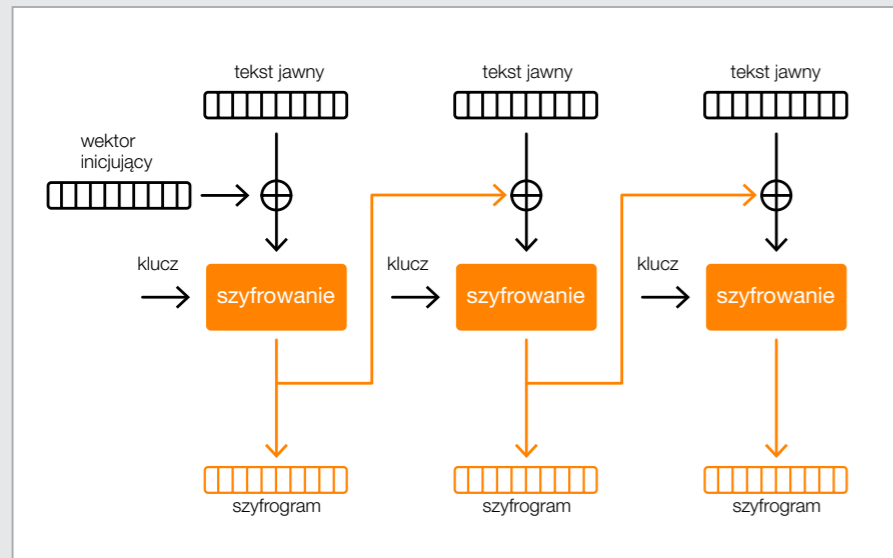 tekst jawny
tekst jawny
tekst jawny
wektor
inicjujący
klucz
szyfrowanie
klucz
szyfrowanie
klucz
szyfrowanie
szyfrogram
szyfrogram
szyfrogram